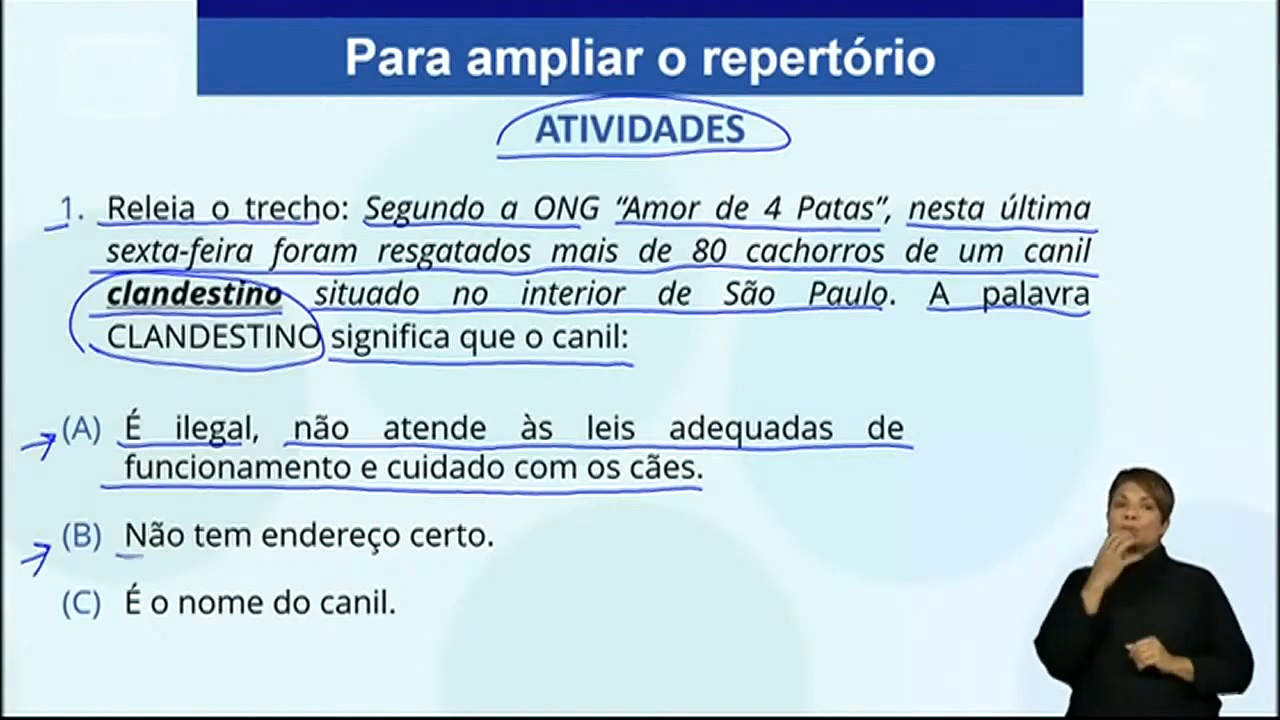 Para ampliar o repertório
ATIVIDADES
1. Releia o trecho: Segundo a ONG “Amor de 4 Patas”, nesta última
sexta-feira foram resgatados mais de 80 cachorros de um canil
clandestino situado no interior de São Paulo. A palavra
CLANDESTINO significa que o canil:
(A) É ilegal, não atende às leis adequadas de
funcionamento e cuidado com os cães.
(B) Não tem endereço certo.
(C) É o nome do canil.